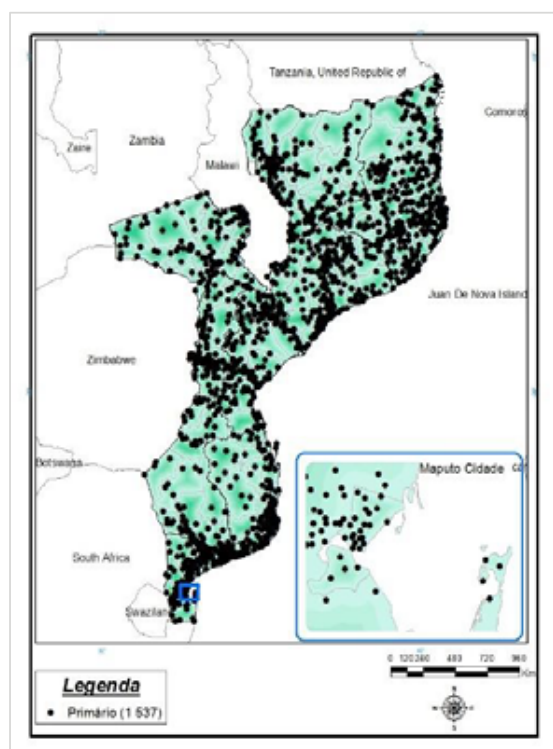 Tanzania, United Republic of
Comoros
Zaire
Zambia
Malawi
Juan De Nova Island
Zimbabwe
Botswana
Maputo Cidade
South Africa
Swazilan
0 120 240 480 720 960
Km
Legenda
Primário (1 537)